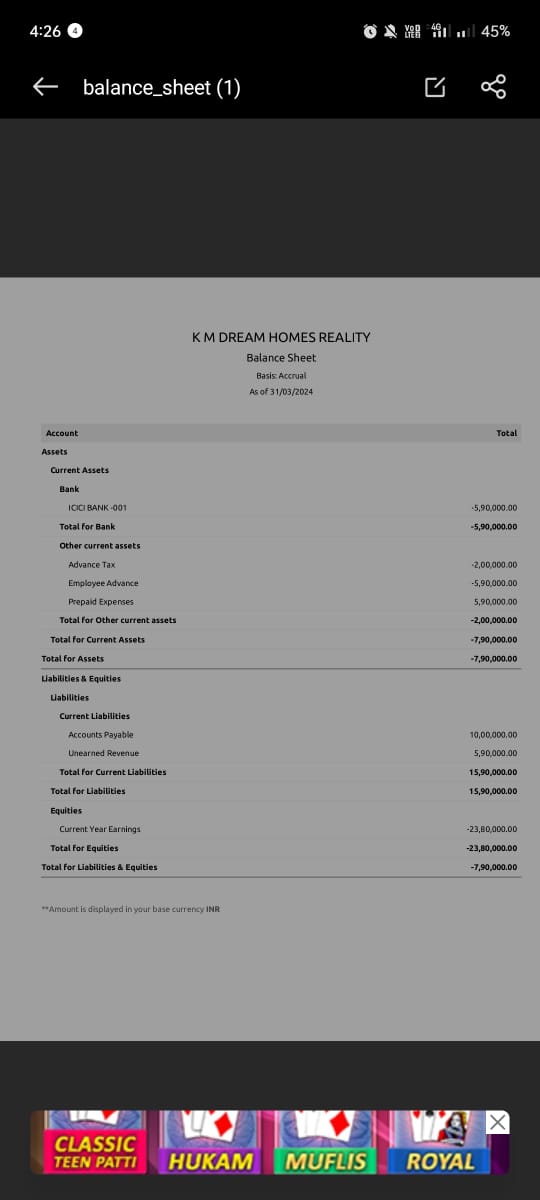 4:26 4 VoD LTE1 4G 45%
balance_sheet (1)
K M DREAM HOMES REALITY
Balance Sheet
Basis: Accrual
As of 31/03/2024
Account Total
Assets
Current Assets
Bank
ICICI BANK -001 -5,90,000.00
Total for Bank -5,90,000.00
Other current assets
Advance Tax -2,00,000.00
Employee Advance -5,90,000.00
Prepaid Expenses 5,90,000.00
Total for Other current assets -2,00,000.00
Total for Current Assets -7,90,000.00
Total for Assets -7,90,000.00
Liabilities & Equities
Liabilities
Current Liabilities
Accounts Payable 10,00,000.00
Unearned Revenue 5,90,000.00
Total for Current Liabilities 15,90,000.00
Total for Liabilities 15,90,000.00
Equities
Current Year Earnings -23,80,000.00
Total for Equities -23,80,000.00
Total for Liabilities & Equities -7,90,000.00
**Amount is displayed in your base currency INR
CLASSIC TEEN PATTI HUKAM MUFLIS ROYAL